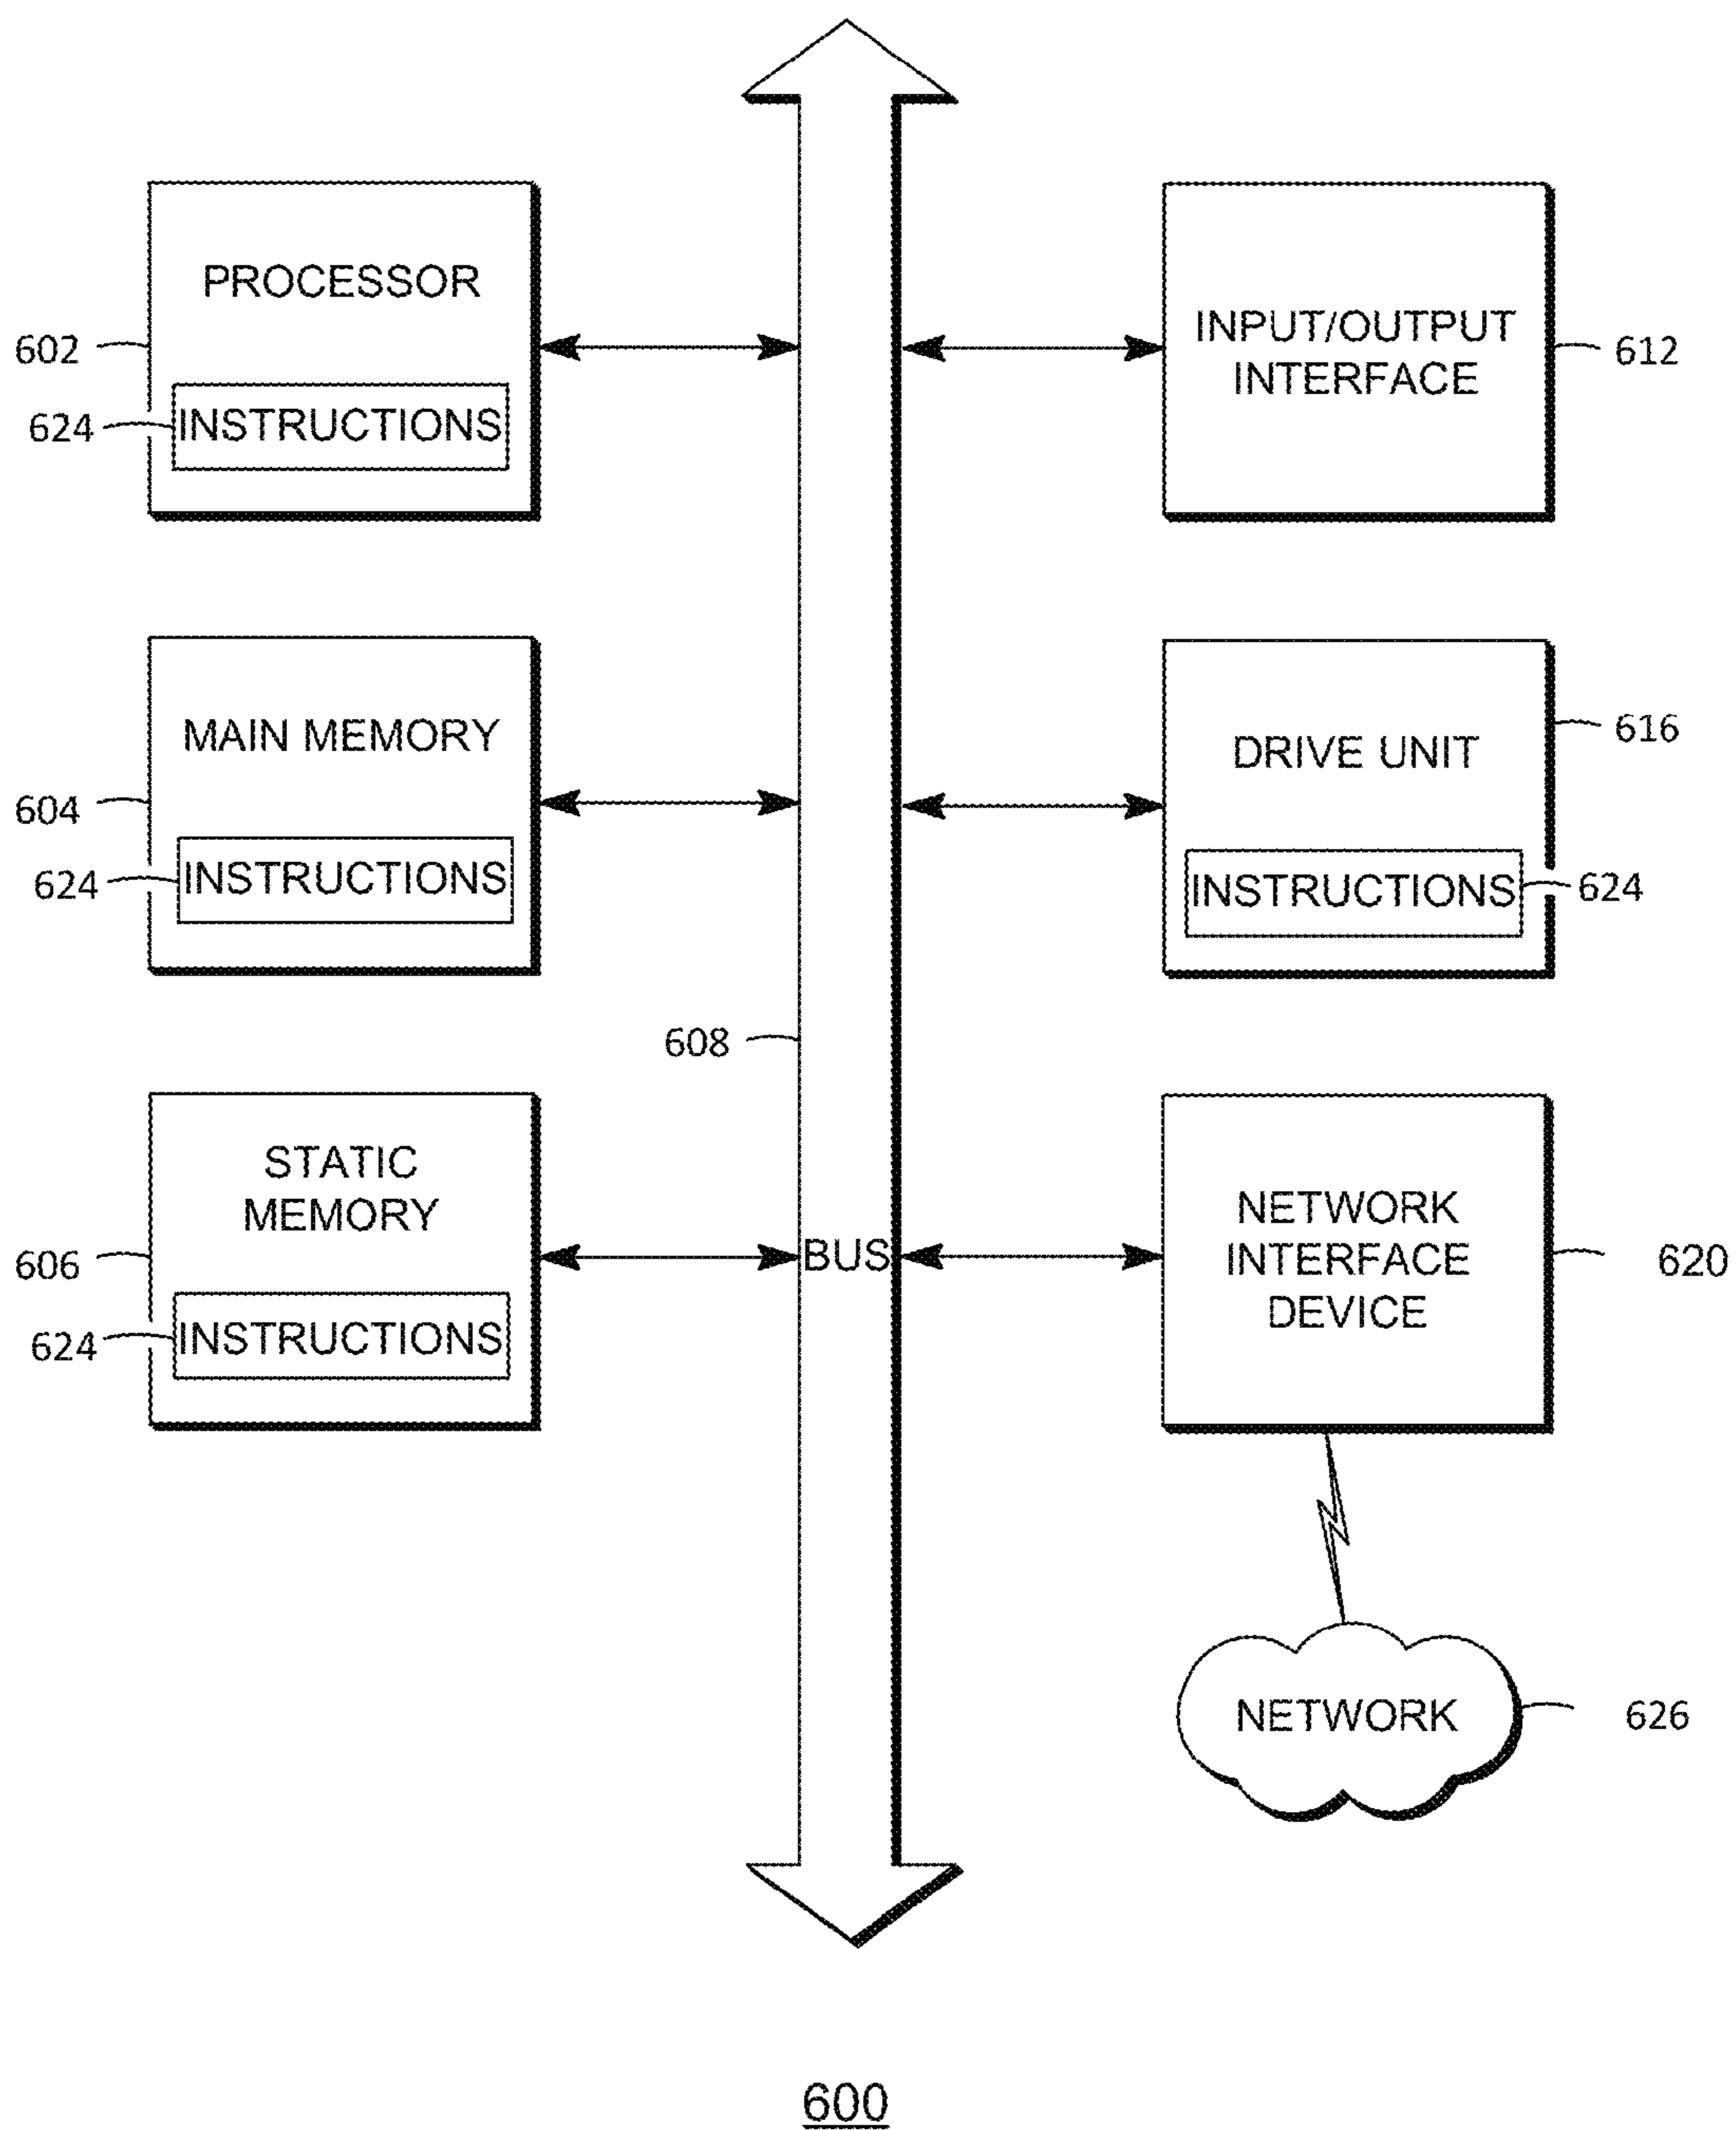 PROCESSOR
602
624
INSTRUCTIONS
INPUT/OUTPUT
INTERFACE
612
MAIN MEMORY
604
624
INSTRUCTIONS
DRIVE UNIT
616
INSTRUCTIONS
624
608
STATIC
MEMORY
606
624
INSTRUCTIONS
BUS
NETWORK
INTERFACE
DEVICE
620
NETWORK
626
600